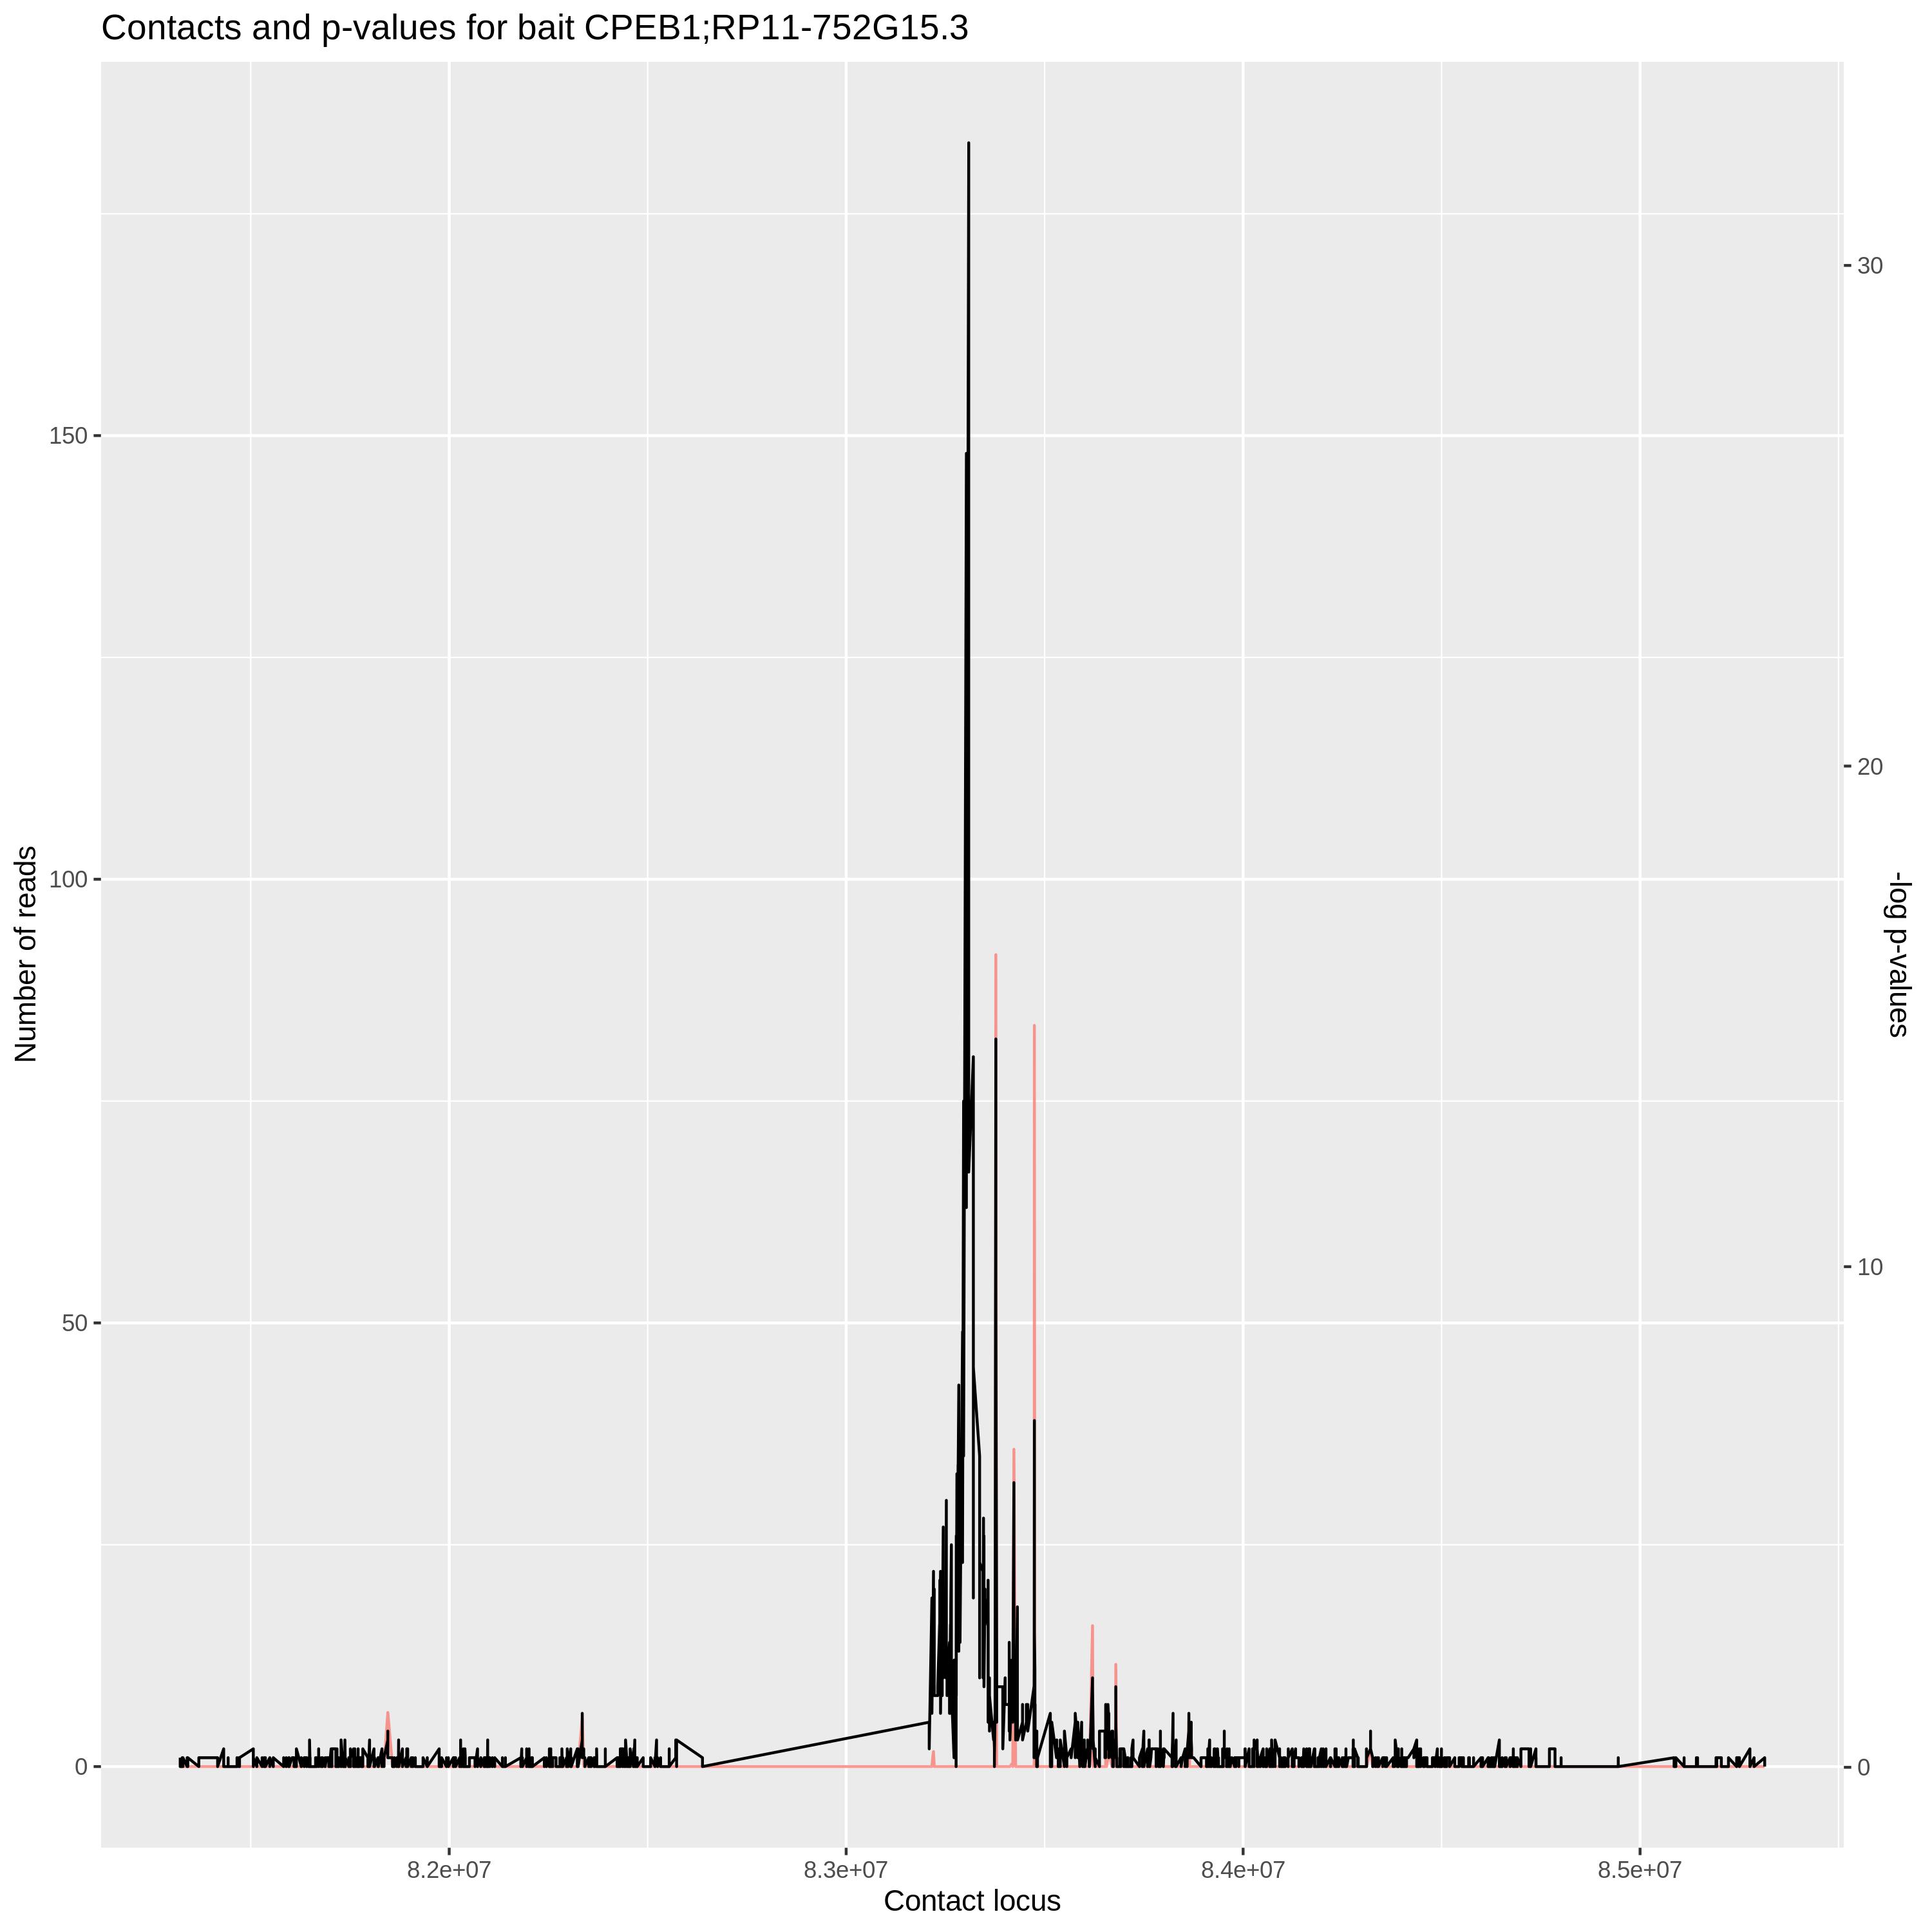 Contacts and p-values for bait CPEB1;RP11-752G15.3
150
100
50
0
30
20
10
0
Number of reads
-log p-values
8.2e+07
8.3e+07
8.4e+07
8.5e+07
Contact locus